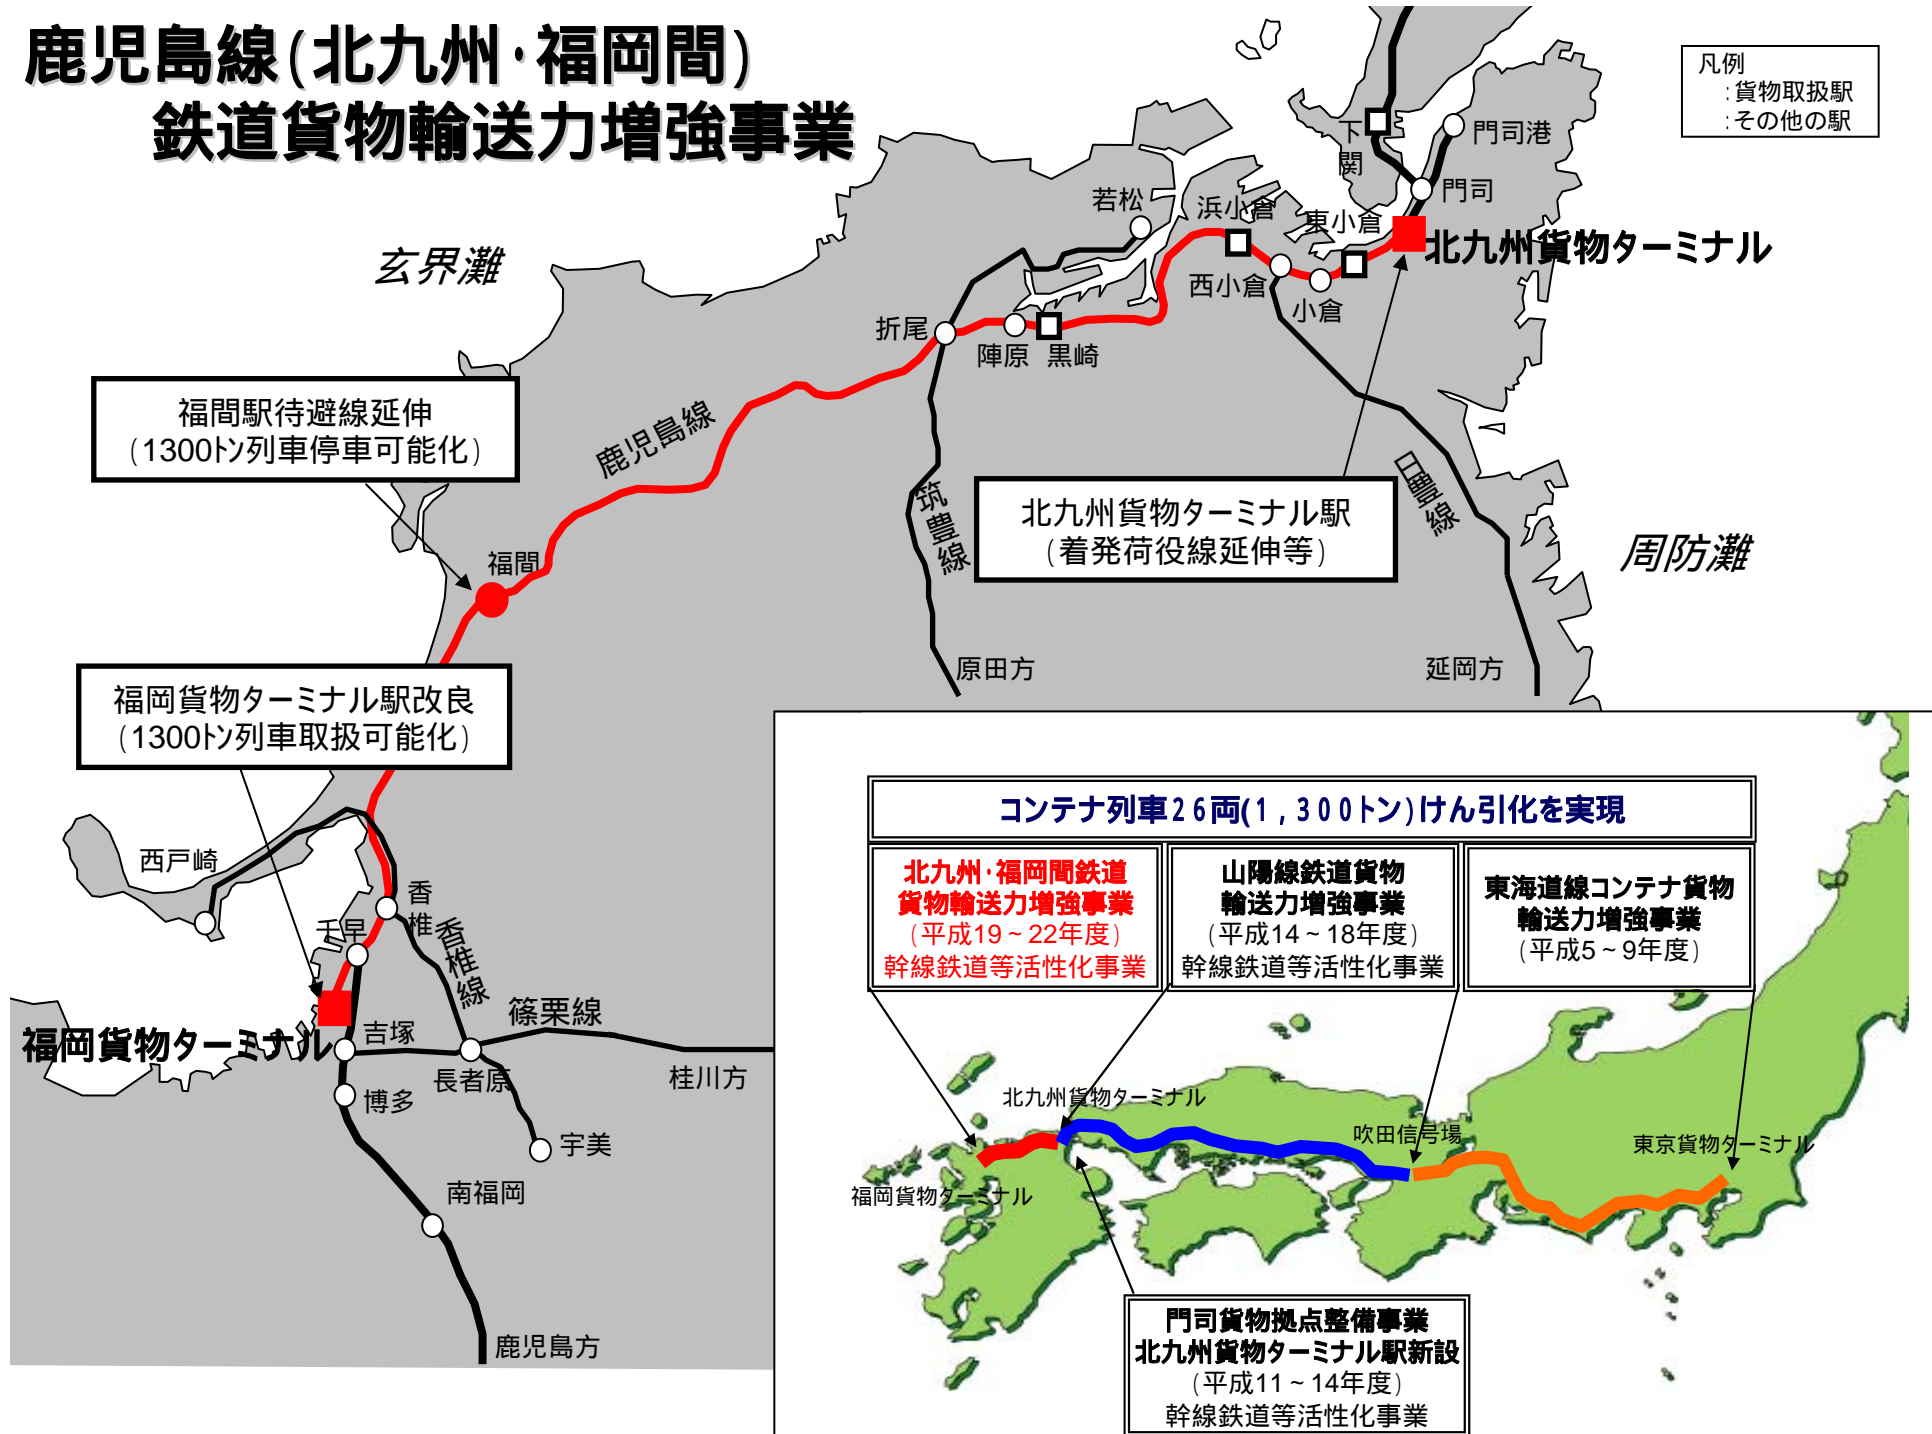 鹿児島線(北九州·福岡間)
鉄道貨物輸送力増強事業
凡例
:貨物取扱駅
:その他の駅
玄界灘
周防灘
下関
門司港
門司
若松
浜小倉
東小倉
北九州貨物ターミナル
西小倉
小倉
折尾
陣原
黒崎
福間駅待避線延伸
(1300トン列車停車可能化)
鹿児島線
筑豊線
日豊線
北九州貨物ターミナル駅
(着発荷役線延伸等)
福間
原田方
延岡方
福岡貨物ターミナル駅改良
(1300トン列車取扱可能化)
西戸崎
香椎
千早
香椎線
篠栗線
福岡貨物ターミナル
吉塚
長者原
桂川方
博多
宇美
南福岡
鹿児島方
コンテナ列車26両(1,300トン)けん引化を実現
北九州·福岡間鉄道
貨物輸送力増強事業
(平成19~22年度)
幹線鉄道等活性化事業
山陽線鉄道貨物
輸送力増強事業
(平成14~18年度)
幹線鉄道等活性化事業
東海道線コンテナ貨物
輸送力増強事業
(平成5~9年度)
北九州貨物ターミナル
吹田信号場
東京貨物ターミナル
福岡貨物ターミナル
門司貨物拠点整備事業
北九州貨物ターミナル駅新設
(平成11~14年度)
幹線鉄道等活性化事業